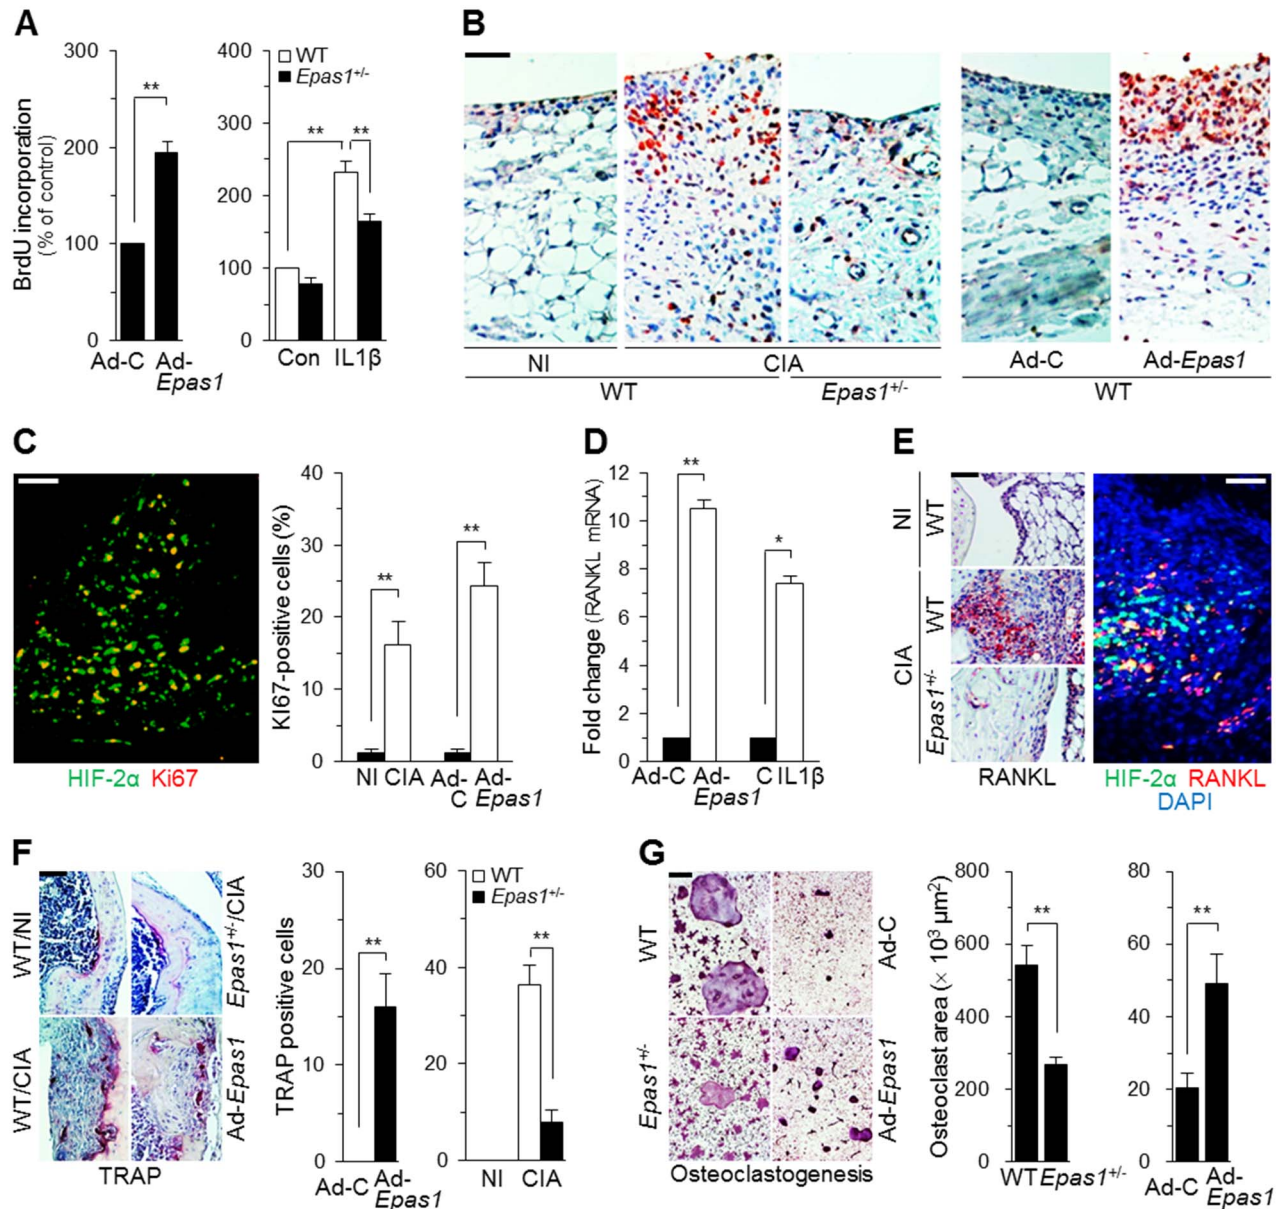 A
BrdU incorporation
(% of control)
300
200
100
0
**
Ad-C Ad-
Epas1
400
300
200
100
0
WT
Epas1+/-
** **
Con IL1β
B
NI CIA
WT Epas1+/-
Ad-C Ad-Epas1
WT
C
HIF-2α Ki67
KI67-positive cells (%)
40
30
20
10
0
**
**
NI CIA Ad- Ad-
C Epas1
D
Fold change (RANKL mRNA)
12
10
8
6
4
2
0
**
*
Ad-C Ad- C IL1β
Epas1
E
NI
WT
CIA
WT
Epas1+/-
RANKL
HIF-2α RANKL
DAPI
F
WT/NI
Epas1+/-/CIA
WT/CIA
Ad-Epas1
TRAP
TRAP positive cells
30
20
10
0
**
Ad-C Ad-
Epas1
60
40
20
0
WT
Epas1+/-
**
NI CIA
G
WT
Ad-C
Epas1+/-
Ad-Epas1
Osteoclastogenesis
Osteoclast area (× 10³ μm²)
800
600
400
200
0
**
WT Epas1+/-
80
60
40
20
0
**
Ad-C Ad-
Epas1